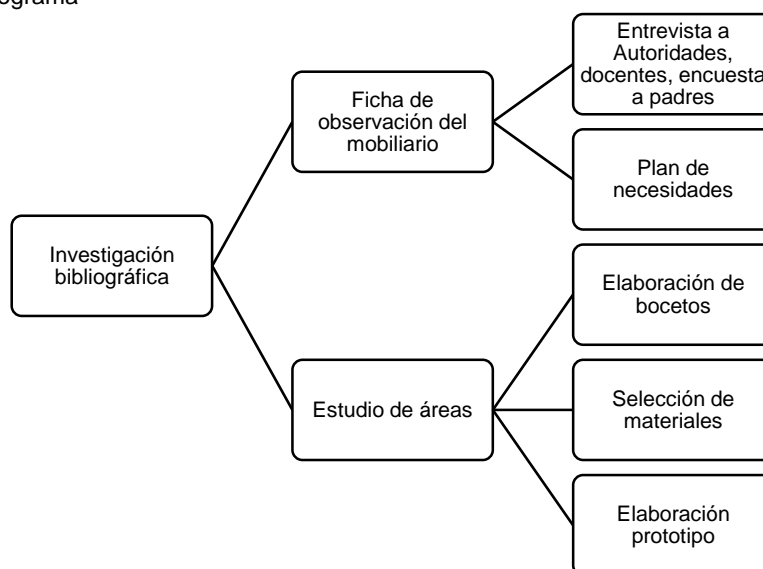 ograma
Entrevista a
Autoridades,
docentes, encuesta
a padres
Ficha de
observación del
mobiliario
Plan de
necesidades
Investigación
bibliográfica
Elaboración de
bocetos
Estudio de áreas
Selección de
materiales
Elaboración
prototipo